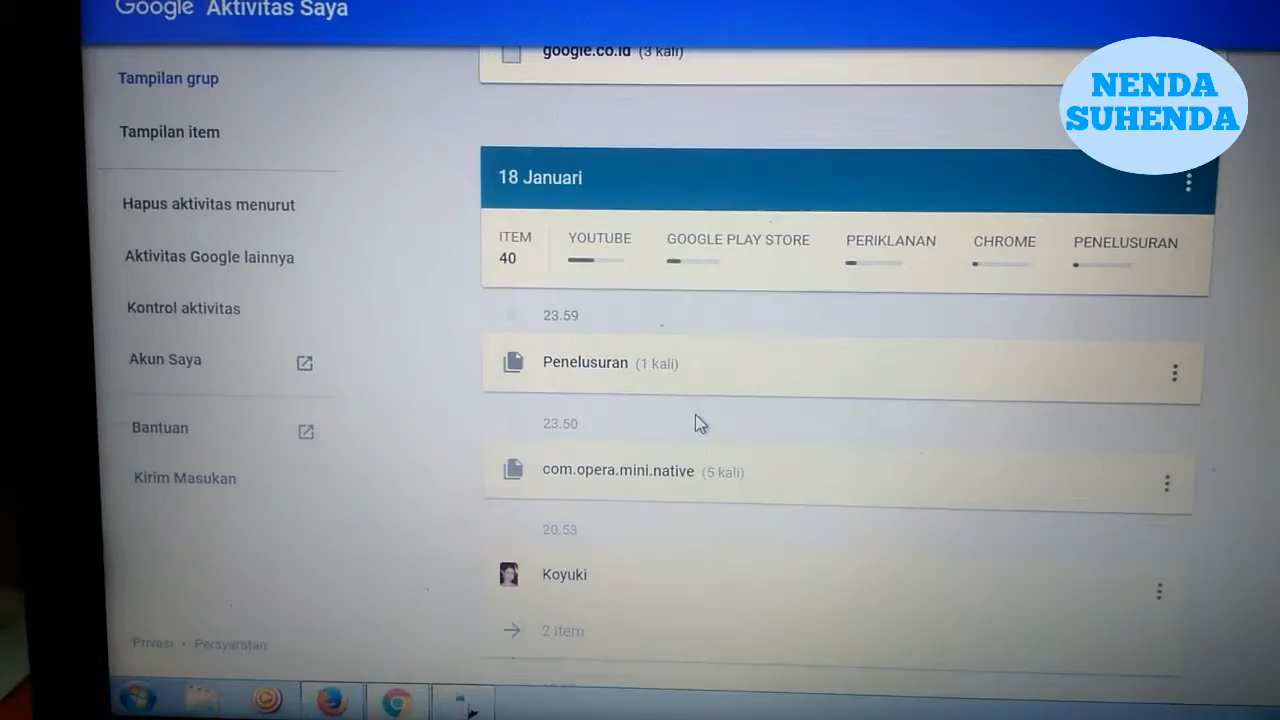 Google Aktivitas Saya
NENDA
SUHENDA
Tampilan grup
Tampilan item
Hapus aktivitas menurut
Aktivitas Google lainnya
Kontrol aktivitas
Akun Saya
Bantuan
Kirim Masukan
Privasi • Persyaratan
google.co.id (3 kali)
18 Januari
ITEM
40
YOUTUBE
GOOGLE PLAY STORE
PERIKLANAN
CHROME
PENELUSURAN
23.59
Penelusuran (1 kali)
23.50
com.opera.mini.native (5 kali)
20.53
Koyuki
2 item